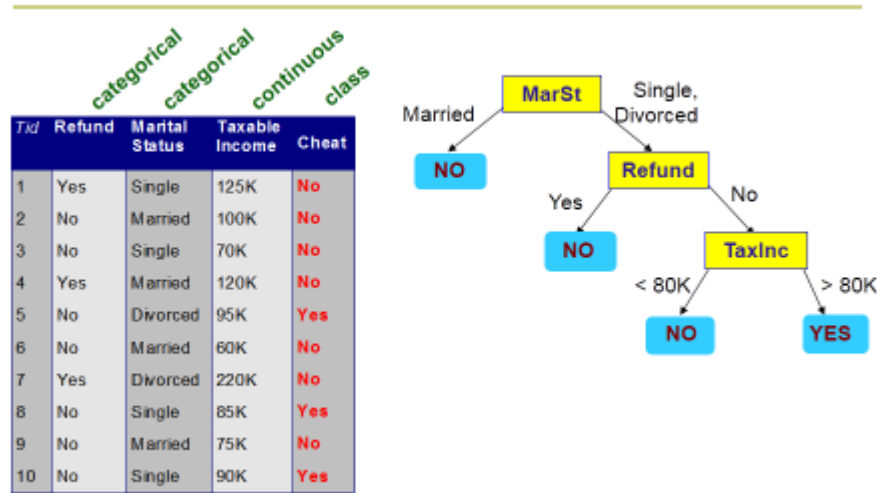 categorical
categorical
continuous
class
Tid Refund Marital Status Taxable Income Cheat
1 Yes Single 125K No
2 No Married 100K No
3 No Single 70K No
4 Yes Married 120K No
5 No Divorced 95K Yes
6 No Married 60K No
7 Yes Divorced 220K No
8 No Single 85K Yes
9 No Married 75K No
10 No Single 90K Yes
MarSt
Married
Single,
Divorced
NO
Refund
Yes
No
NO
TaxInc
< 80K
> 80K
NO
YES